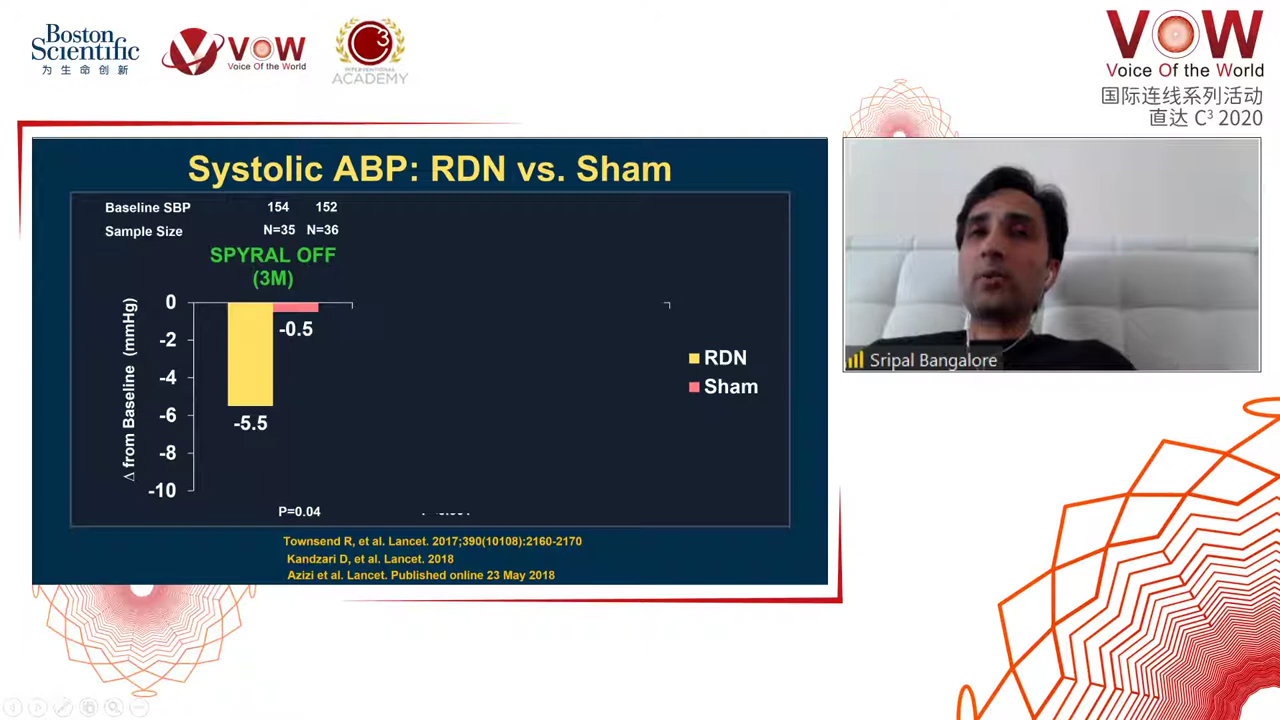 Boston
Scientific
为生命创新
VOW
Voice Of the World
C3
INTERVENTIONAL
ACADEMY
VOW
Voice Of the World
国际连线系列活动
直达 C³ 2020
Systolic ABP: RDN vs. Sham
Baseline SBP 154 152
Sample Size N=35 N=36
SPYRAL OFF
(3M)
Δ from Baseline (mmHg)
0
-2
-4
-6
-8
-10
-0.5
-5.5
RDN
Sham
P=0.04
Townsend R, et al. Lancet. 2017;390(10108):2160-2170
Kandzari D, et al. Lancet. 2018
Azizi et al. Lancet. Published online 23 May 2018
Sripal Bangalore